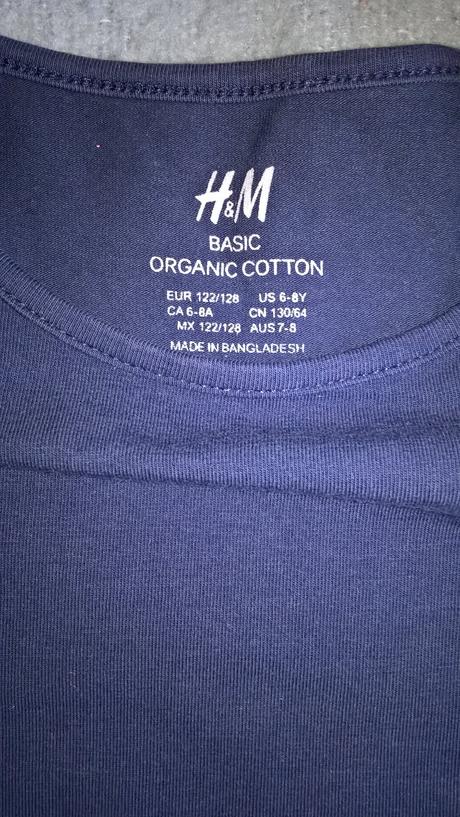 H&M
BASIC
ORGANIC COTTON
EUR 122/128 US 6-8Y
CA 6-8A CN 130/64
MX 122/128 AUS 7-8
MADE IN BANGLADESH